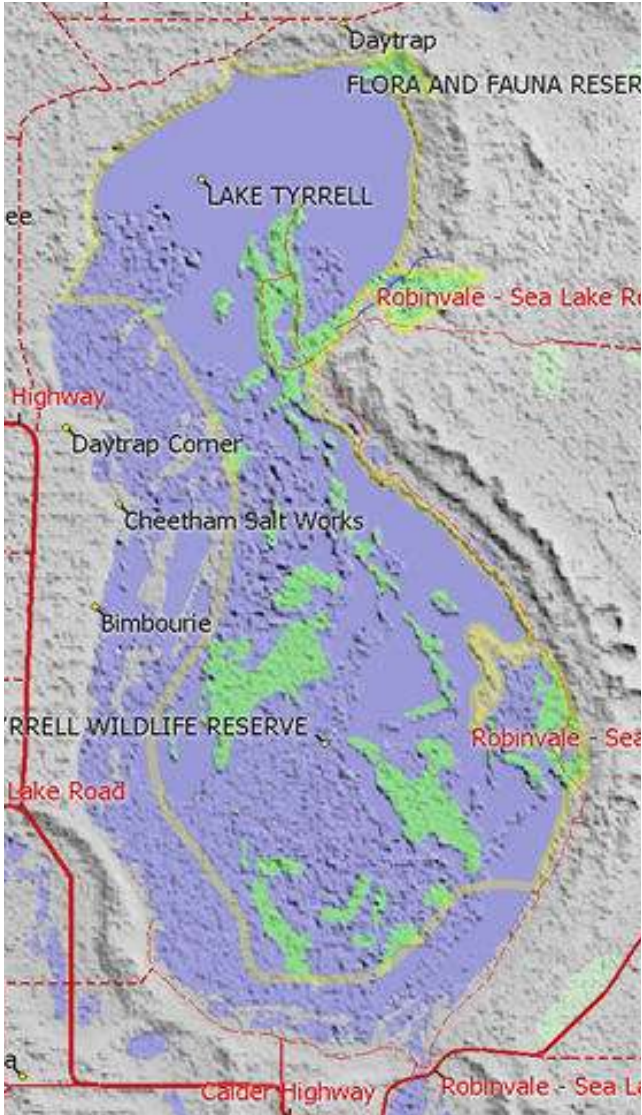 Daytrap
FLORA AND FAUNA RESER
LAKE TYRRELL
ee
Robinvale - Sea Lake Ro
Highway
Daytrap Corner
Cheetham Salt Works
Bimbourie
YRRELL WILDLIFE RESERVE
Robinvale - Sea
Lake Road
a
Calder Highway
Robinvale - Sea L